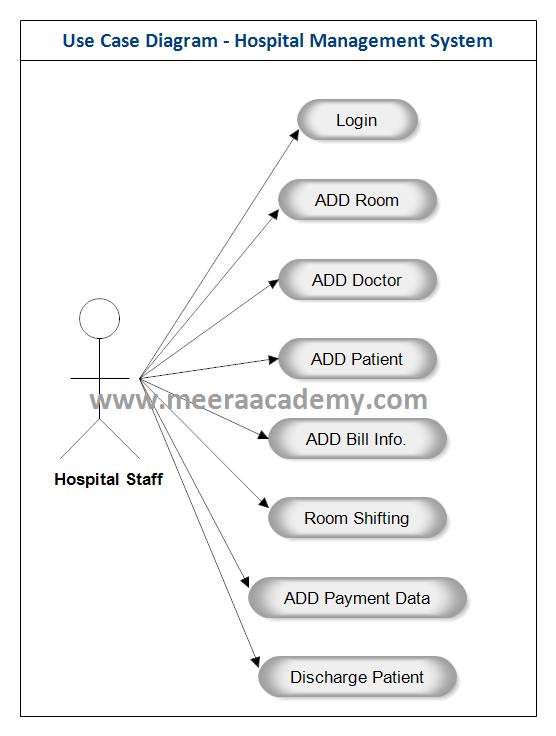 Use Case Diagram - Hospital Management System
Login
ADD Room
ADD Doctor
ADD Patient
www.meeraacademy.com
ADD Bill Info.
Hospital Staff
Room Shifting
ADD Payment Data
Discharge Patient